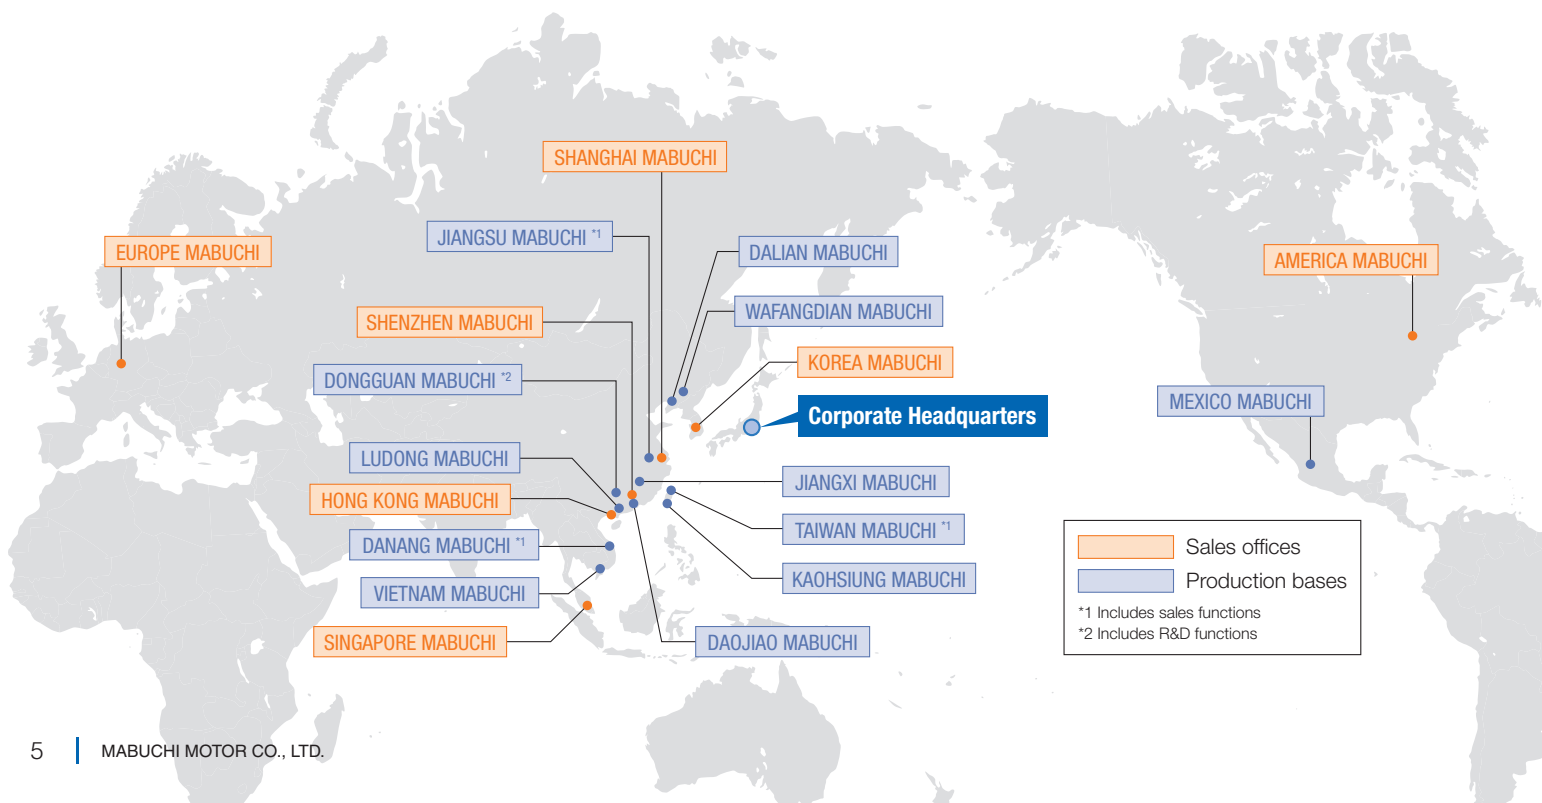 SHANGHAI MABUCHI
JIANGSU MABUCHI *1
DALIAN MABUCHI
EUROPE MABUCHI
AMERICA MABUCHI
WAFANGDIAN MABUCHI
SHENZHEN MABUCHI
KOREA MABUCHI
DONGGUAN MABUCHI *2
MEXICO MABUCHI
Corporate Headquarters
LUDONG MABUCHI
JIANGXI MABUCHI
HONG KONG MABUCHI
TAIWAN MABUCHI *1
DANANG MABUCHI *1
KAOHSIUNG MABUCHI
VIETNAM MABUCHI
SINGAPORE MABUCHI
DAOJIAO MABUCHI
Sales offices
Production bases
*1 Includes sales functions
*2 Includes R&D functions
5 MABUCHI MOTOR CO., LTD.